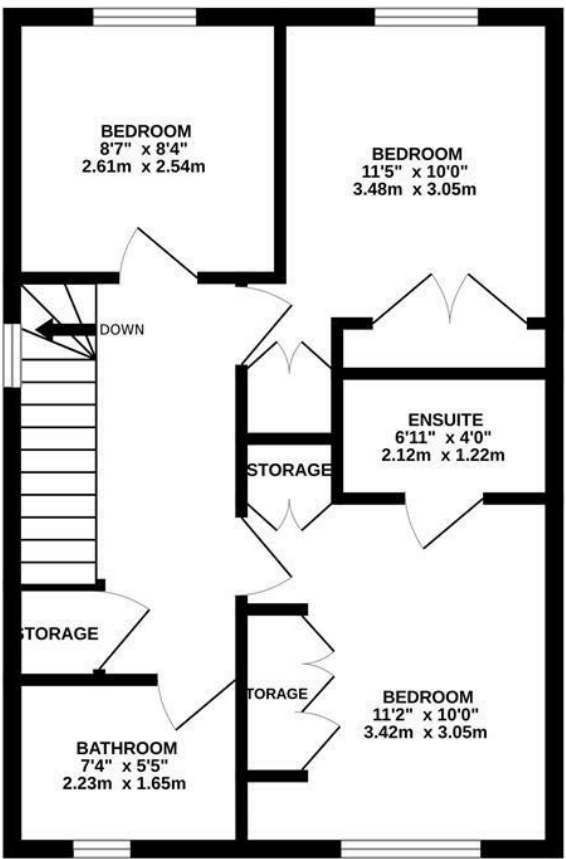 BEDROOM
8'7" x 8'4"
2.61m x 2.54m
BEDROOM
11'5" x 10'0"
3.48m x 3.05m
DOWN
ENSUITE
6'11" x 4'0"
2.12m x 1.22m
STORAGE
STORAGE
TORAGE
BEDROOM
11'2" x 10'0"
3.42m x 3.05m
BATHROOM
7'4" x 5'5"
2.23m x 1.65m